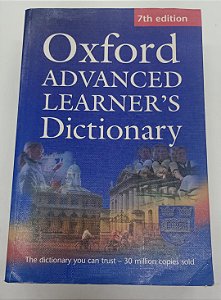 7th edition
Oxford
ADVANCED
LEARNER'S
Dictionary
The dictionary you can trust – 30 million copies sold